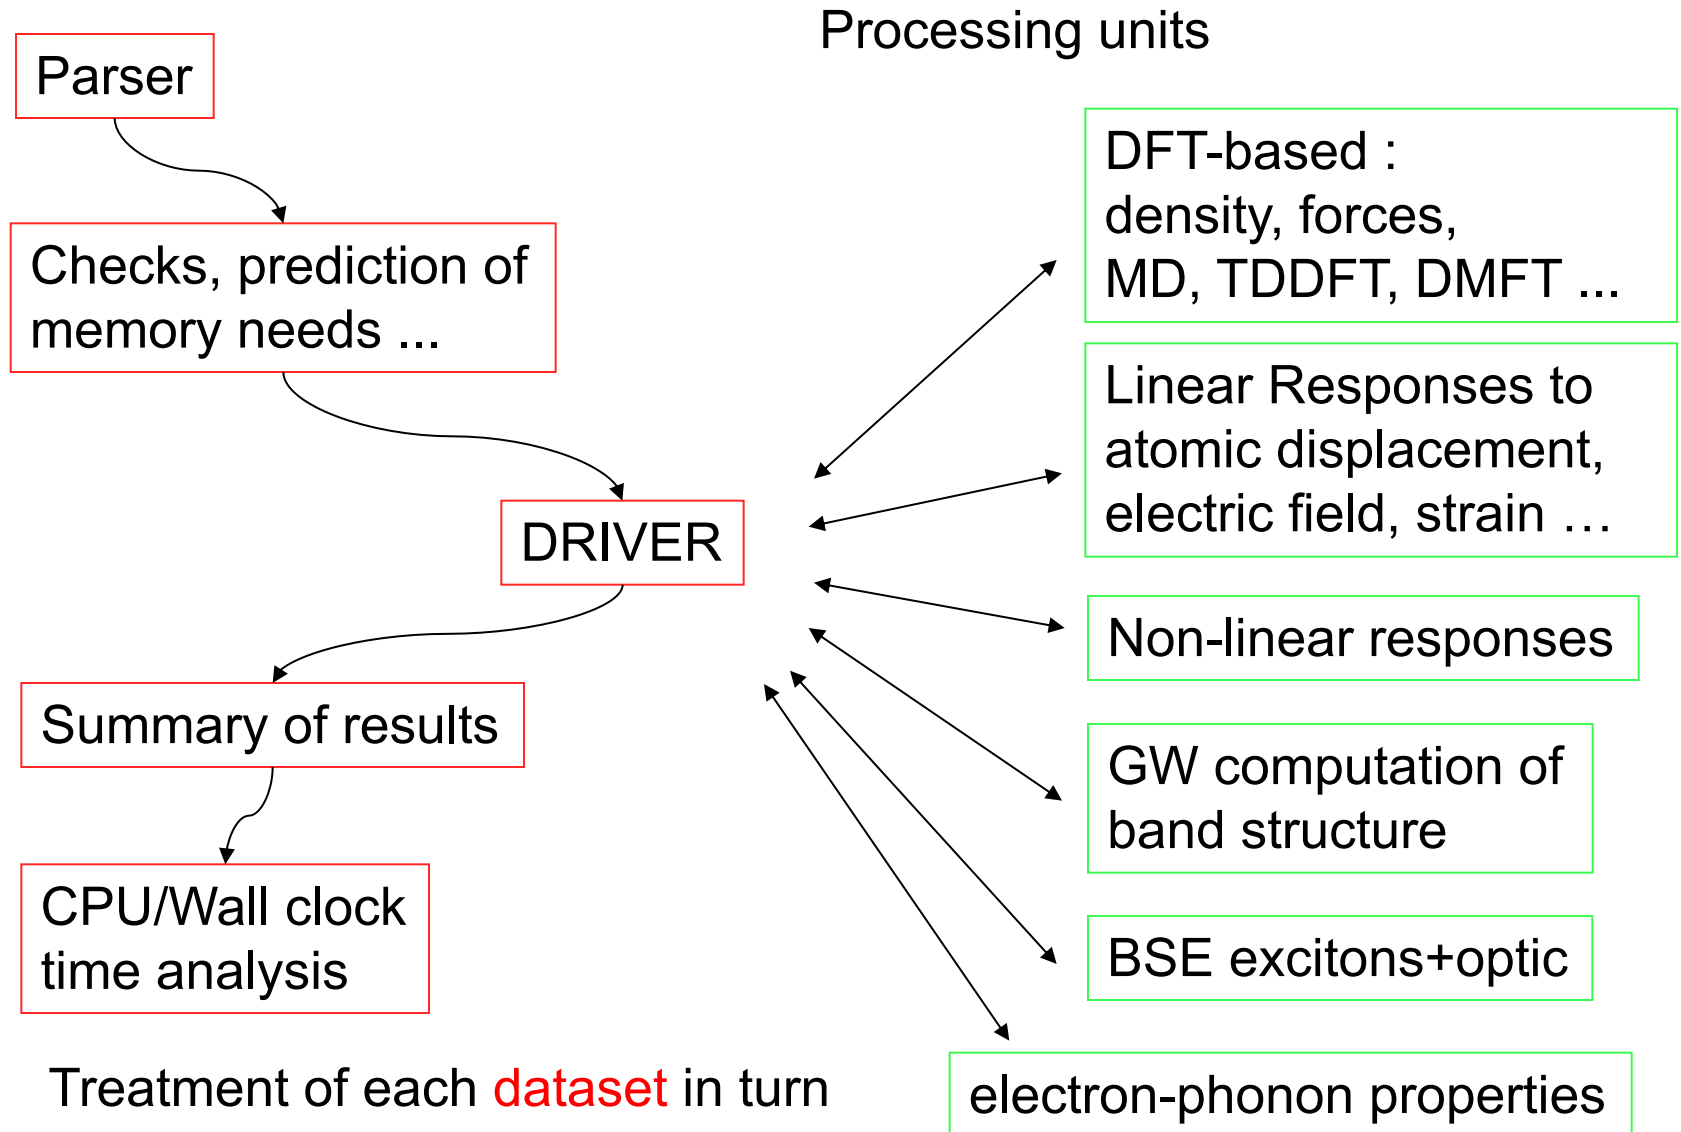 Processing units
Parser
Checks, prediction of
memory needs ...
DRIVER
Summary of results
CPU/Wall clock
time analysis
Treatment of each dataset in turn
DFT-based :
density, forces,
MD, TDDFT, DMFT ...
Linear Responses to
atomic displacement,
electric field, strain …
Non-linear responses
GW computation of
band structure
BSE excitons+optic
electron-phonon properties